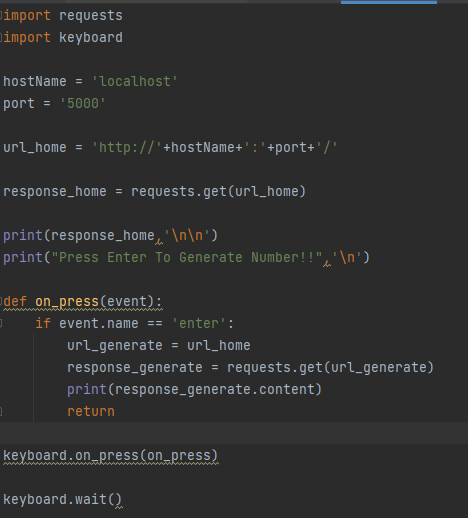 import requests
import keyboard
hostName = 'localhost'
port = '5000'
url_home = 'http://'+hostName+':'+port+'/'
response_home = requests.get(url_home)
print(response_home,'\n\n')
print("Press Enter To Generate Number!!",'\n')
def on_press(event):
    if event.name == 'enter':
        url_generate = url_home
        response_generate = requests.get(url_generate)
        print(response_generate.content)
        return
keyboard.on_press(on_press)
keyboard.wait()